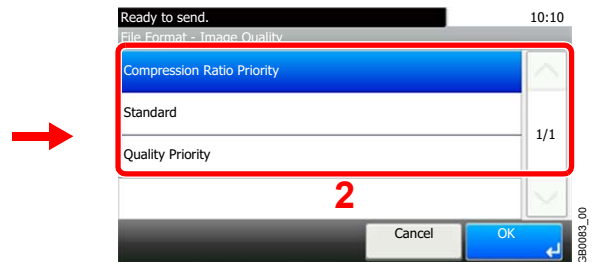 Ready to send. 10:10
File Format - Image Quality
Compression Ratio Priority
Standard
1/1
Quality Priority
2
Cancel OK
GB0083_00